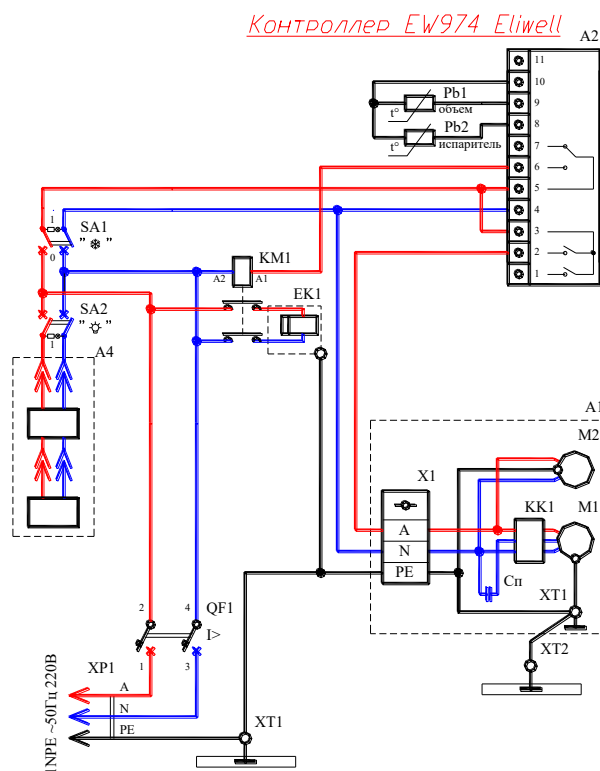 Контроллер EW974 Eliwell
A2
11
10
Pb1
9
объем
t°
8
Pb2
испаритель
7
t°
6
5
4
3
2
1
1
SA1
" ❄ "
0
KM1
A2
A1
EK1
SA2
" "
1
A4
A1
M2
X1
KK1
M1
A
N
Cп
PE
XT1
2
4
QF1
I>
XT2
1
3
XP1
A
N
PE
XT1
1NPE ~50Гц 220В